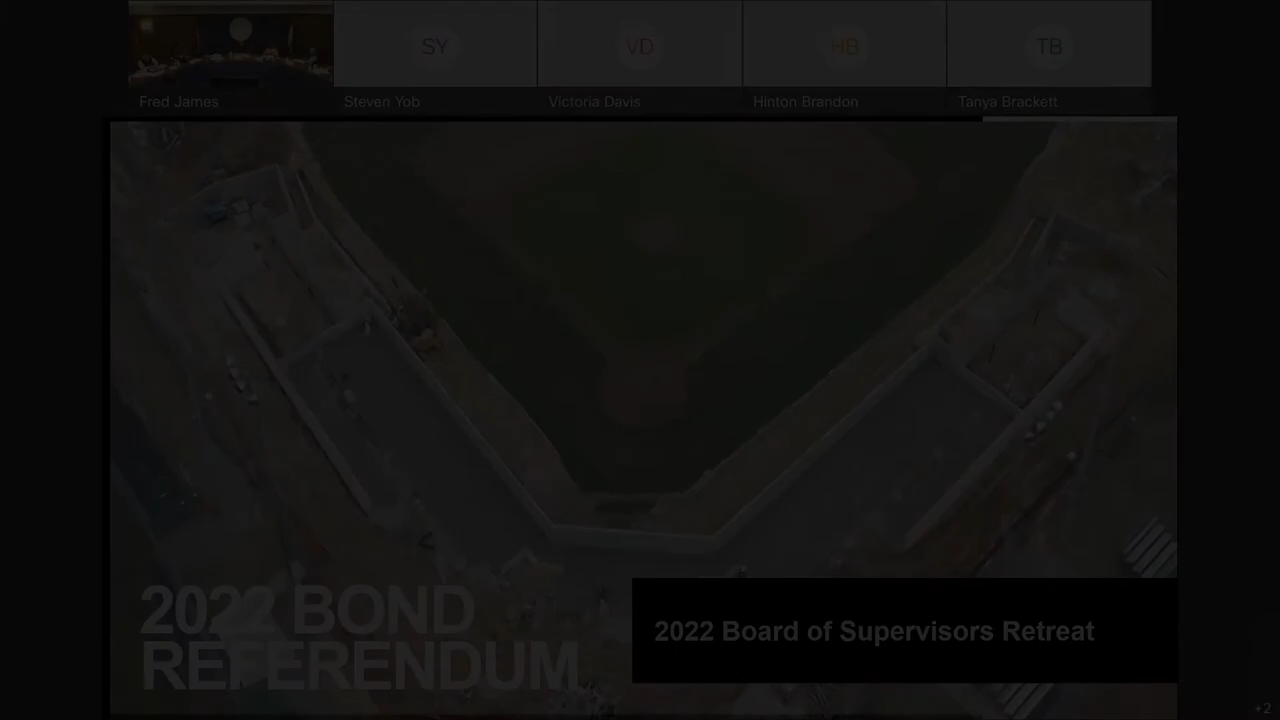 SY
VD
HB
TB
Fred James
Steven Yob
Victoria Davis
Hinton Brandon
Tanya Brackett
2022 BOND
REFERENDUM
2022 Board of Supervisors Retreat
+2